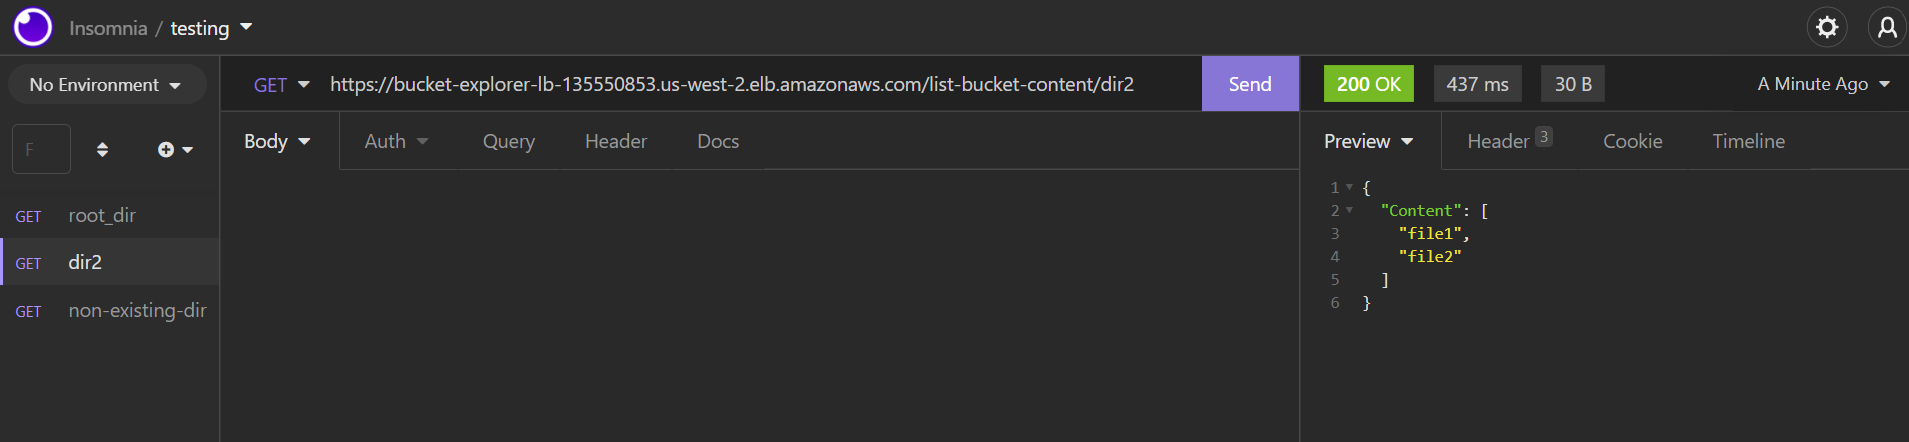 Insomnia / testing
No Environment
F
GET root_dir
GET dir2
GET non-existing-dir
GET https://bucket-explorer-lb-135550853.us-west-2.elb.amazonaws.com/list-bucket-content/dir2 Send
Body Auth Query Header Docs
200 OK 437 ms 30 B A Minute Ago
Preview Header 3 Cookie Timeline
1 {
2 "Content": [
3 "file1",
4 "file2"
5 ]
6 }